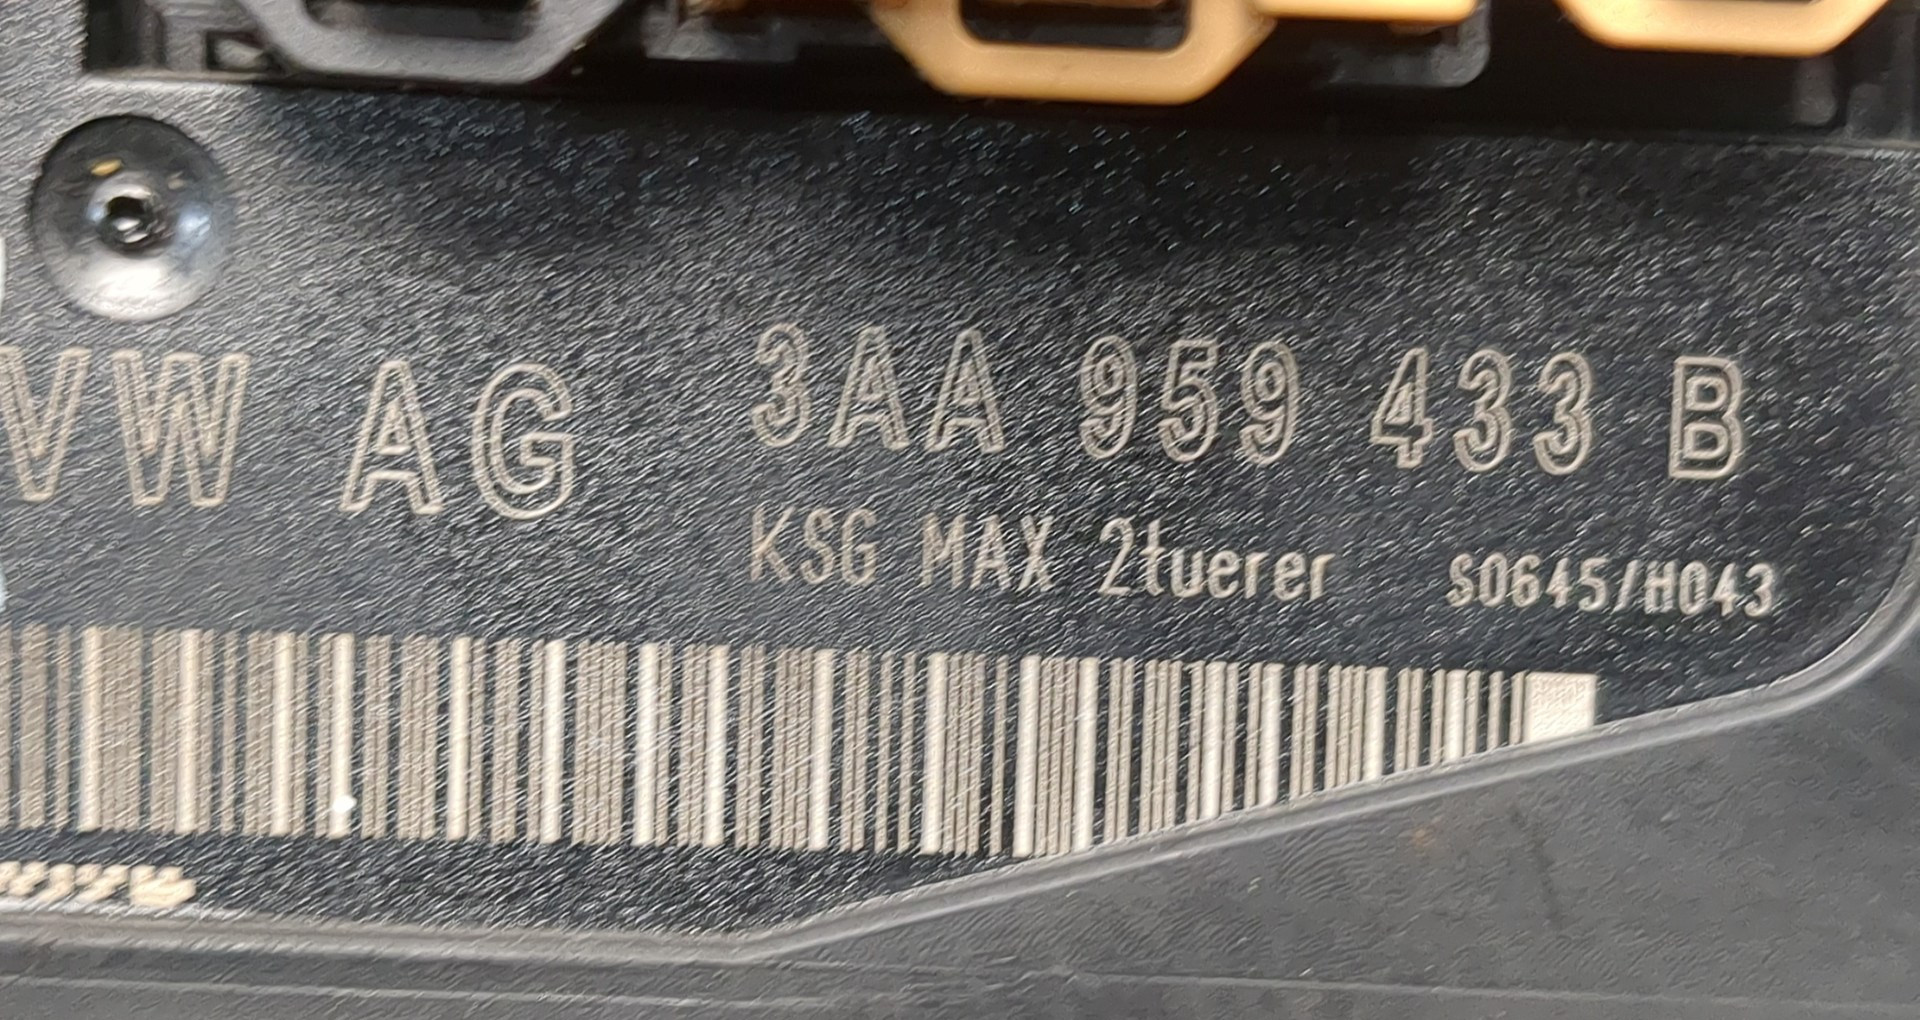 VW AG 3AA 959 433 B
KSG MAX 2tuerer S0645/H043